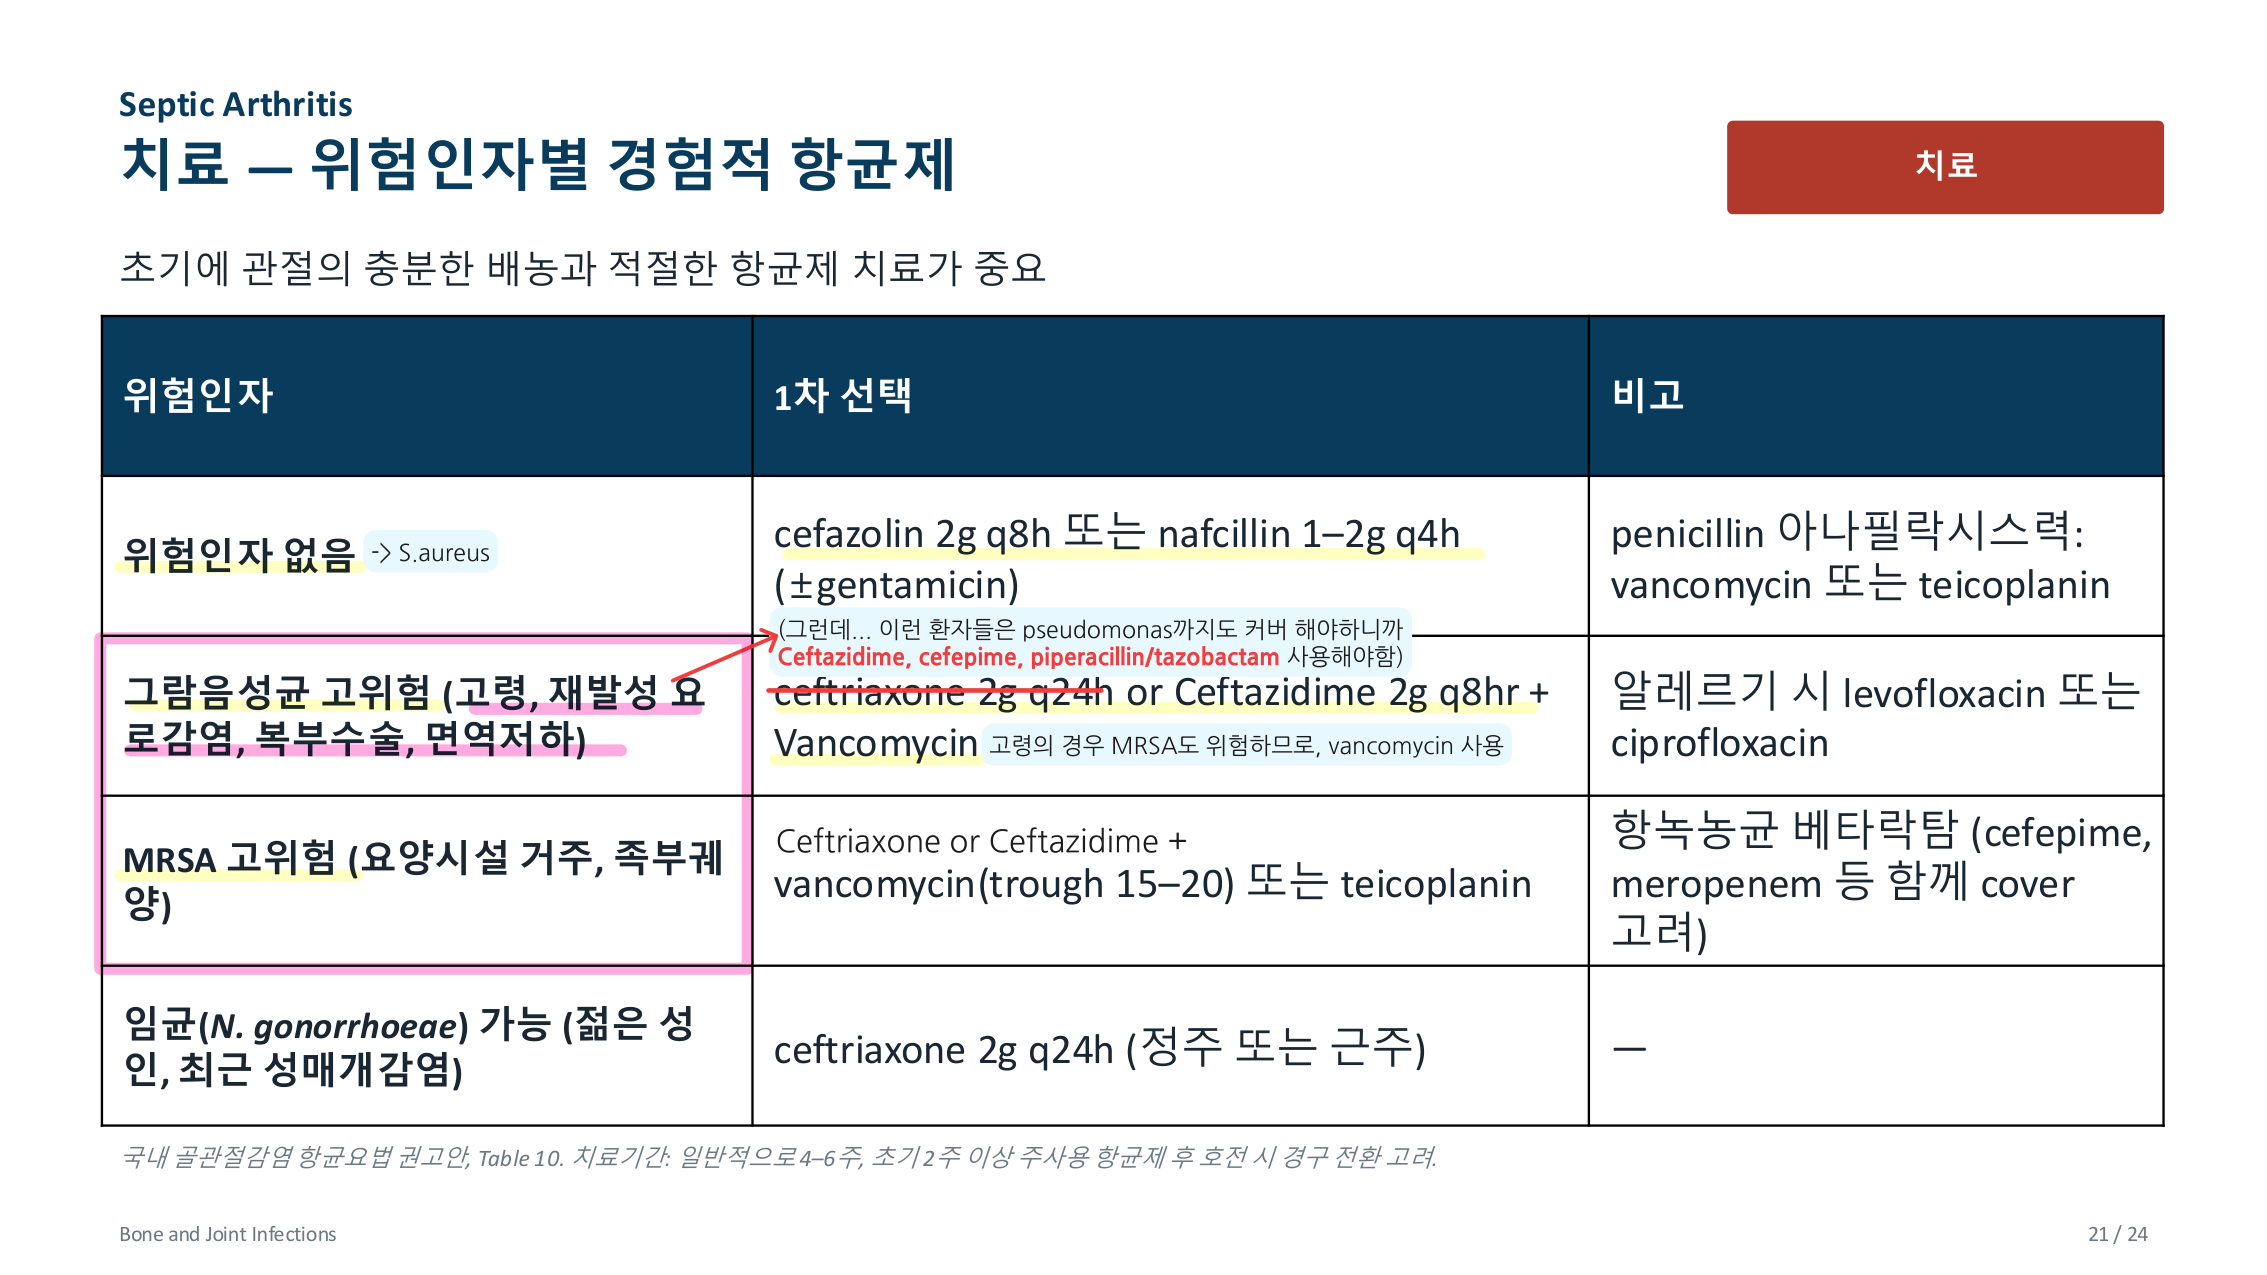 Septic Arthritis
치료 — 위험인자별 경험적 항균제
치료
초기에 관절의 충분한 배농과 적절한 항균제 치료가 중요
위험인자
1차 선택
비고
위험인자 없음
-> S.aureus
cefazolin 2g q8h 또는 nafcillin 1–2g q4h
(±gentamicin)
penicillin 아나필락시스력:
vancomycin 또는 teicoplanin
그람음성균 고위험 (고령, 재발성 요
로감염, 복부수술, 면역저하)
(그런데... 이런 환자들은 pseudomonas까지도 커버 해야하니까
Ceftazidime, cefepime, piperacillin/tazobactam 사용해야함)
ceftriaxone 2g q24h or Ceftazidime 2g q8hr +
Vancomycin
고령의 경우 MRSA도 위험하므로, vancomycin 사용
알레르기 시 levofloxacin 또는
ciprofloxacin
MRSA 고위험 (요양시설 거주, 족부궤
양)
Ceftriaxone or Ceftazidime +
vancomycin(trough 15–20) 또는 teicoplanin
항녹농균 베타락탐 (cefepime,
meropenem 등 함께 cover
고려)
임균(N. gonorrhoeae) 가능 (젊은 성
인, 최근 성매개감염)
ceftriaxone 2g q24h (정주 또는 근주)
—
국내 골관절감염 항균요법 권고안, Table 10. 치료기간: 일반적으로 4–6주, 초기 2주 이상 주사용 항균제 후 호전 시 경구 전환 고려.
Bone and Joint Infections
21 / 24